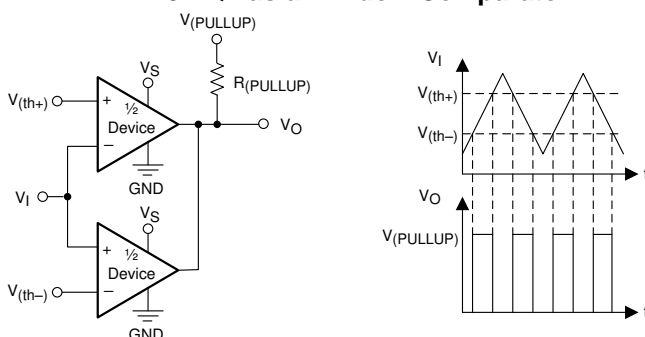 V(PULLUP)
VS
R(PULLUP)
V(th+)
+
½
Device
–
VO
GND
VI
VS
+
½
Device
V(th–)
–
GND
VI
V(th+)
V(th–)
t
VO
V(PULLUP)
t